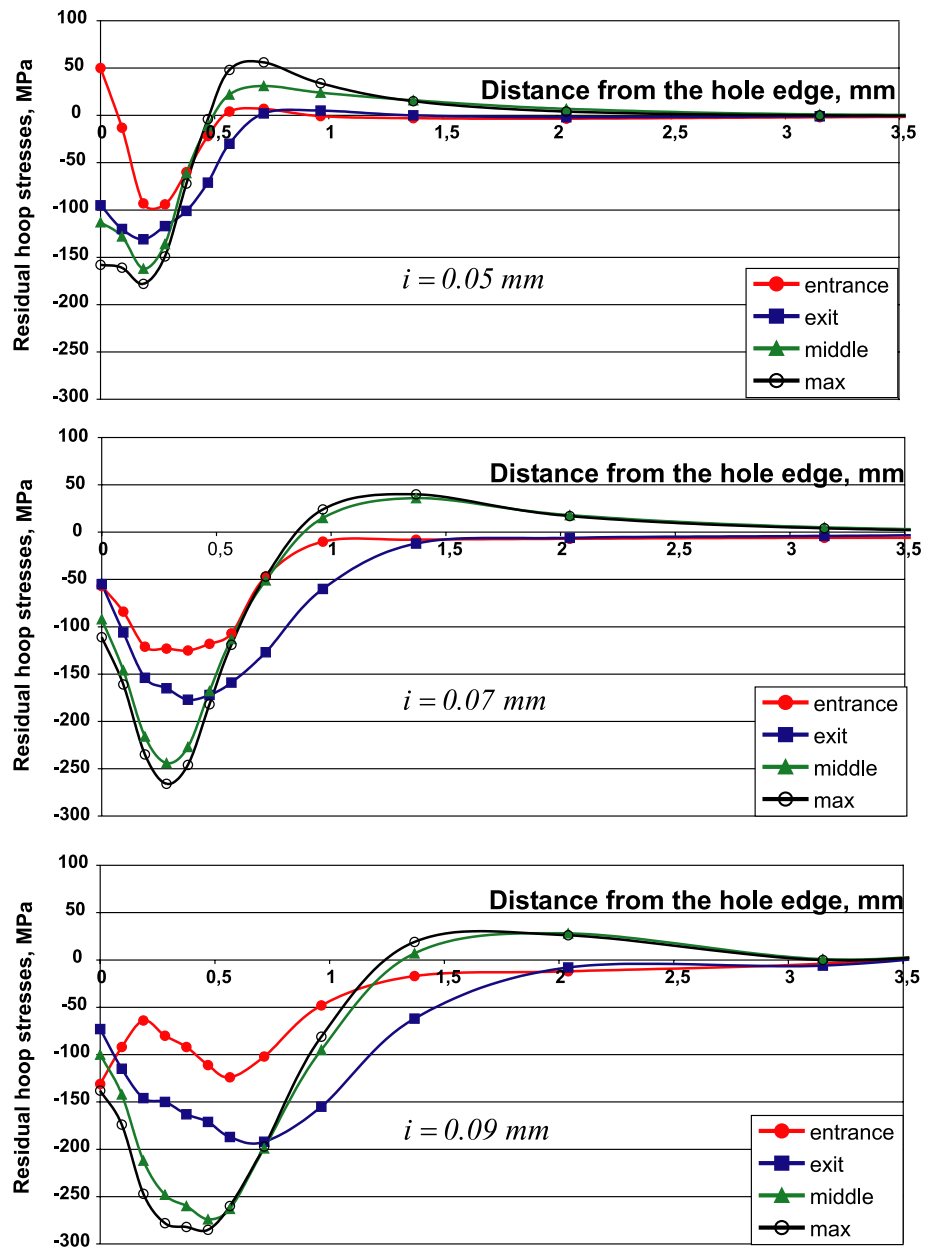 100
50
0
-50
-100
-150
-200
-250
-300
Residual hoop stresses, MPa
Distance from the hole edge, mm
0 0,5 1 1,5 2 2,5 3 3,5
i = 0.05 mm
entrance
exit
middle
max
100
50
0
-50
-100
-150
-200
-250
-300
Residual hoop stresses, MPa
Distance from the hole edge, mm
0 0,5 1 1,5 2 2,5 3 3,5
i = 0.07 mm
entrance
exit
middle
max
100
50
0
-50
-100
-150
-200
-250
-300
Residual hoop stresses, MPa
Distance from the hole edge, mm
0 0,5 1 1,5 2 2,5 3 3,5
i = 0.09 mm
entrance
exit
middle
max